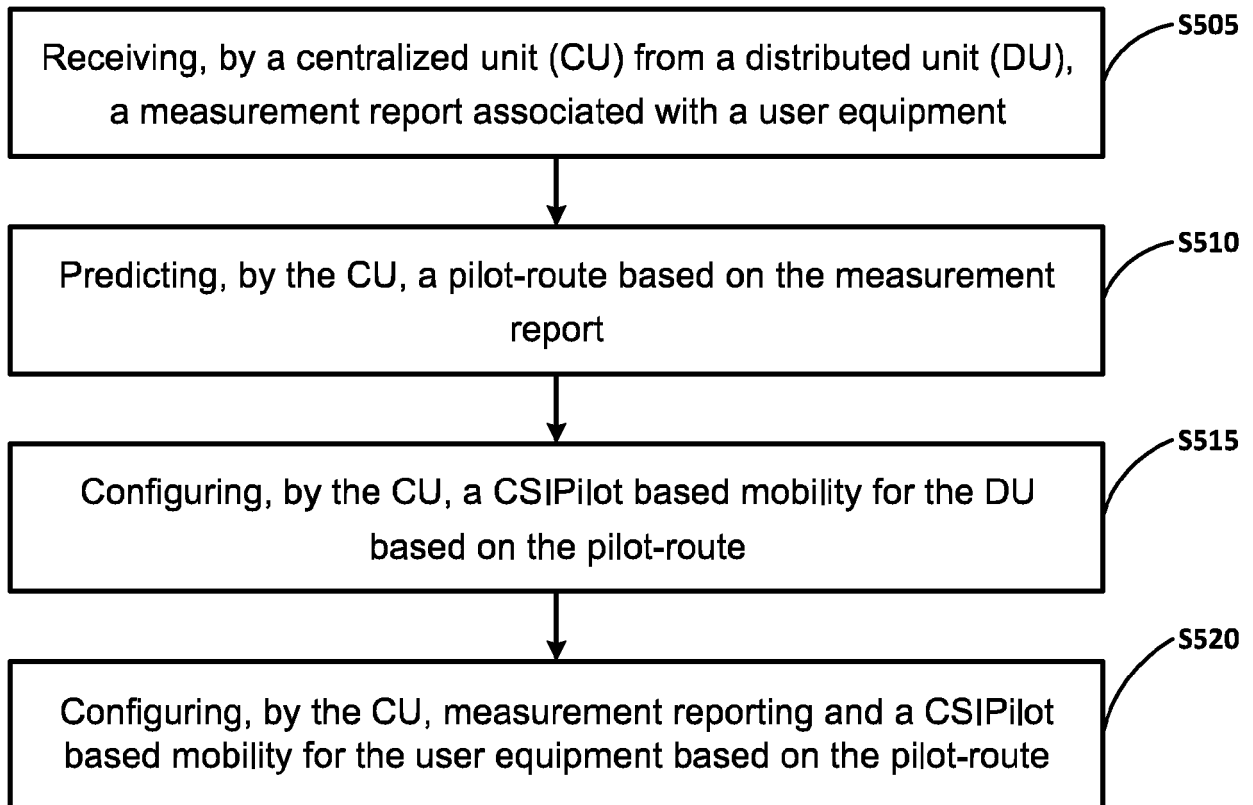 S505
Receiving, by a centralized unit (CU) from a distributed unit (DU),
a measurement report associated with a user equipment
S510
Predicting, by the CU, a pilot-route based on the measurement
report
S515
Configuring, by the CU, a CSIPilot based mobility for the DU
based on the pilot-route
S520
Configuring, by the CU, measurement reporting and a CSIPilot
based mobility for the user equipment based on the pilot-route